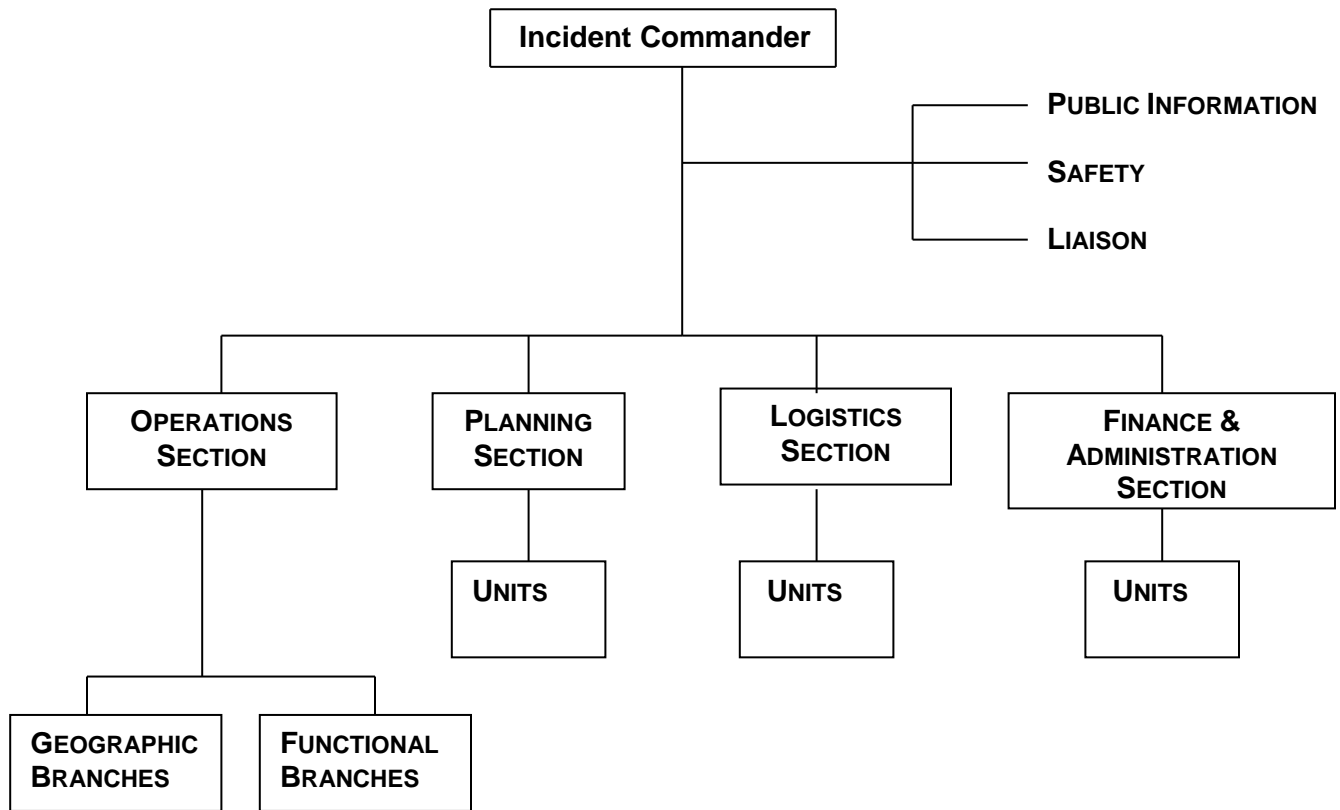 Incident Commander
PUBLIC INFORMATION
SAFETY
LIAISON
OPERATIONS
SECTION
PLANNING
SECTION
LOGISTICS
SECTION
FINANCE &
ADMINISTRATION
SECTION
UNITS
UNITS
UNITS
GEOGRAPHIC
BRANCHES
FUNCTIONAL
BRANCHES